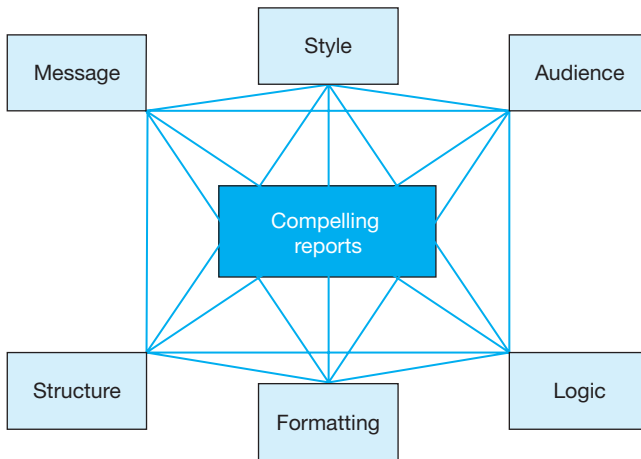 Style
Message
Audience
Compelling
reports
Structure
Logic
Formatting